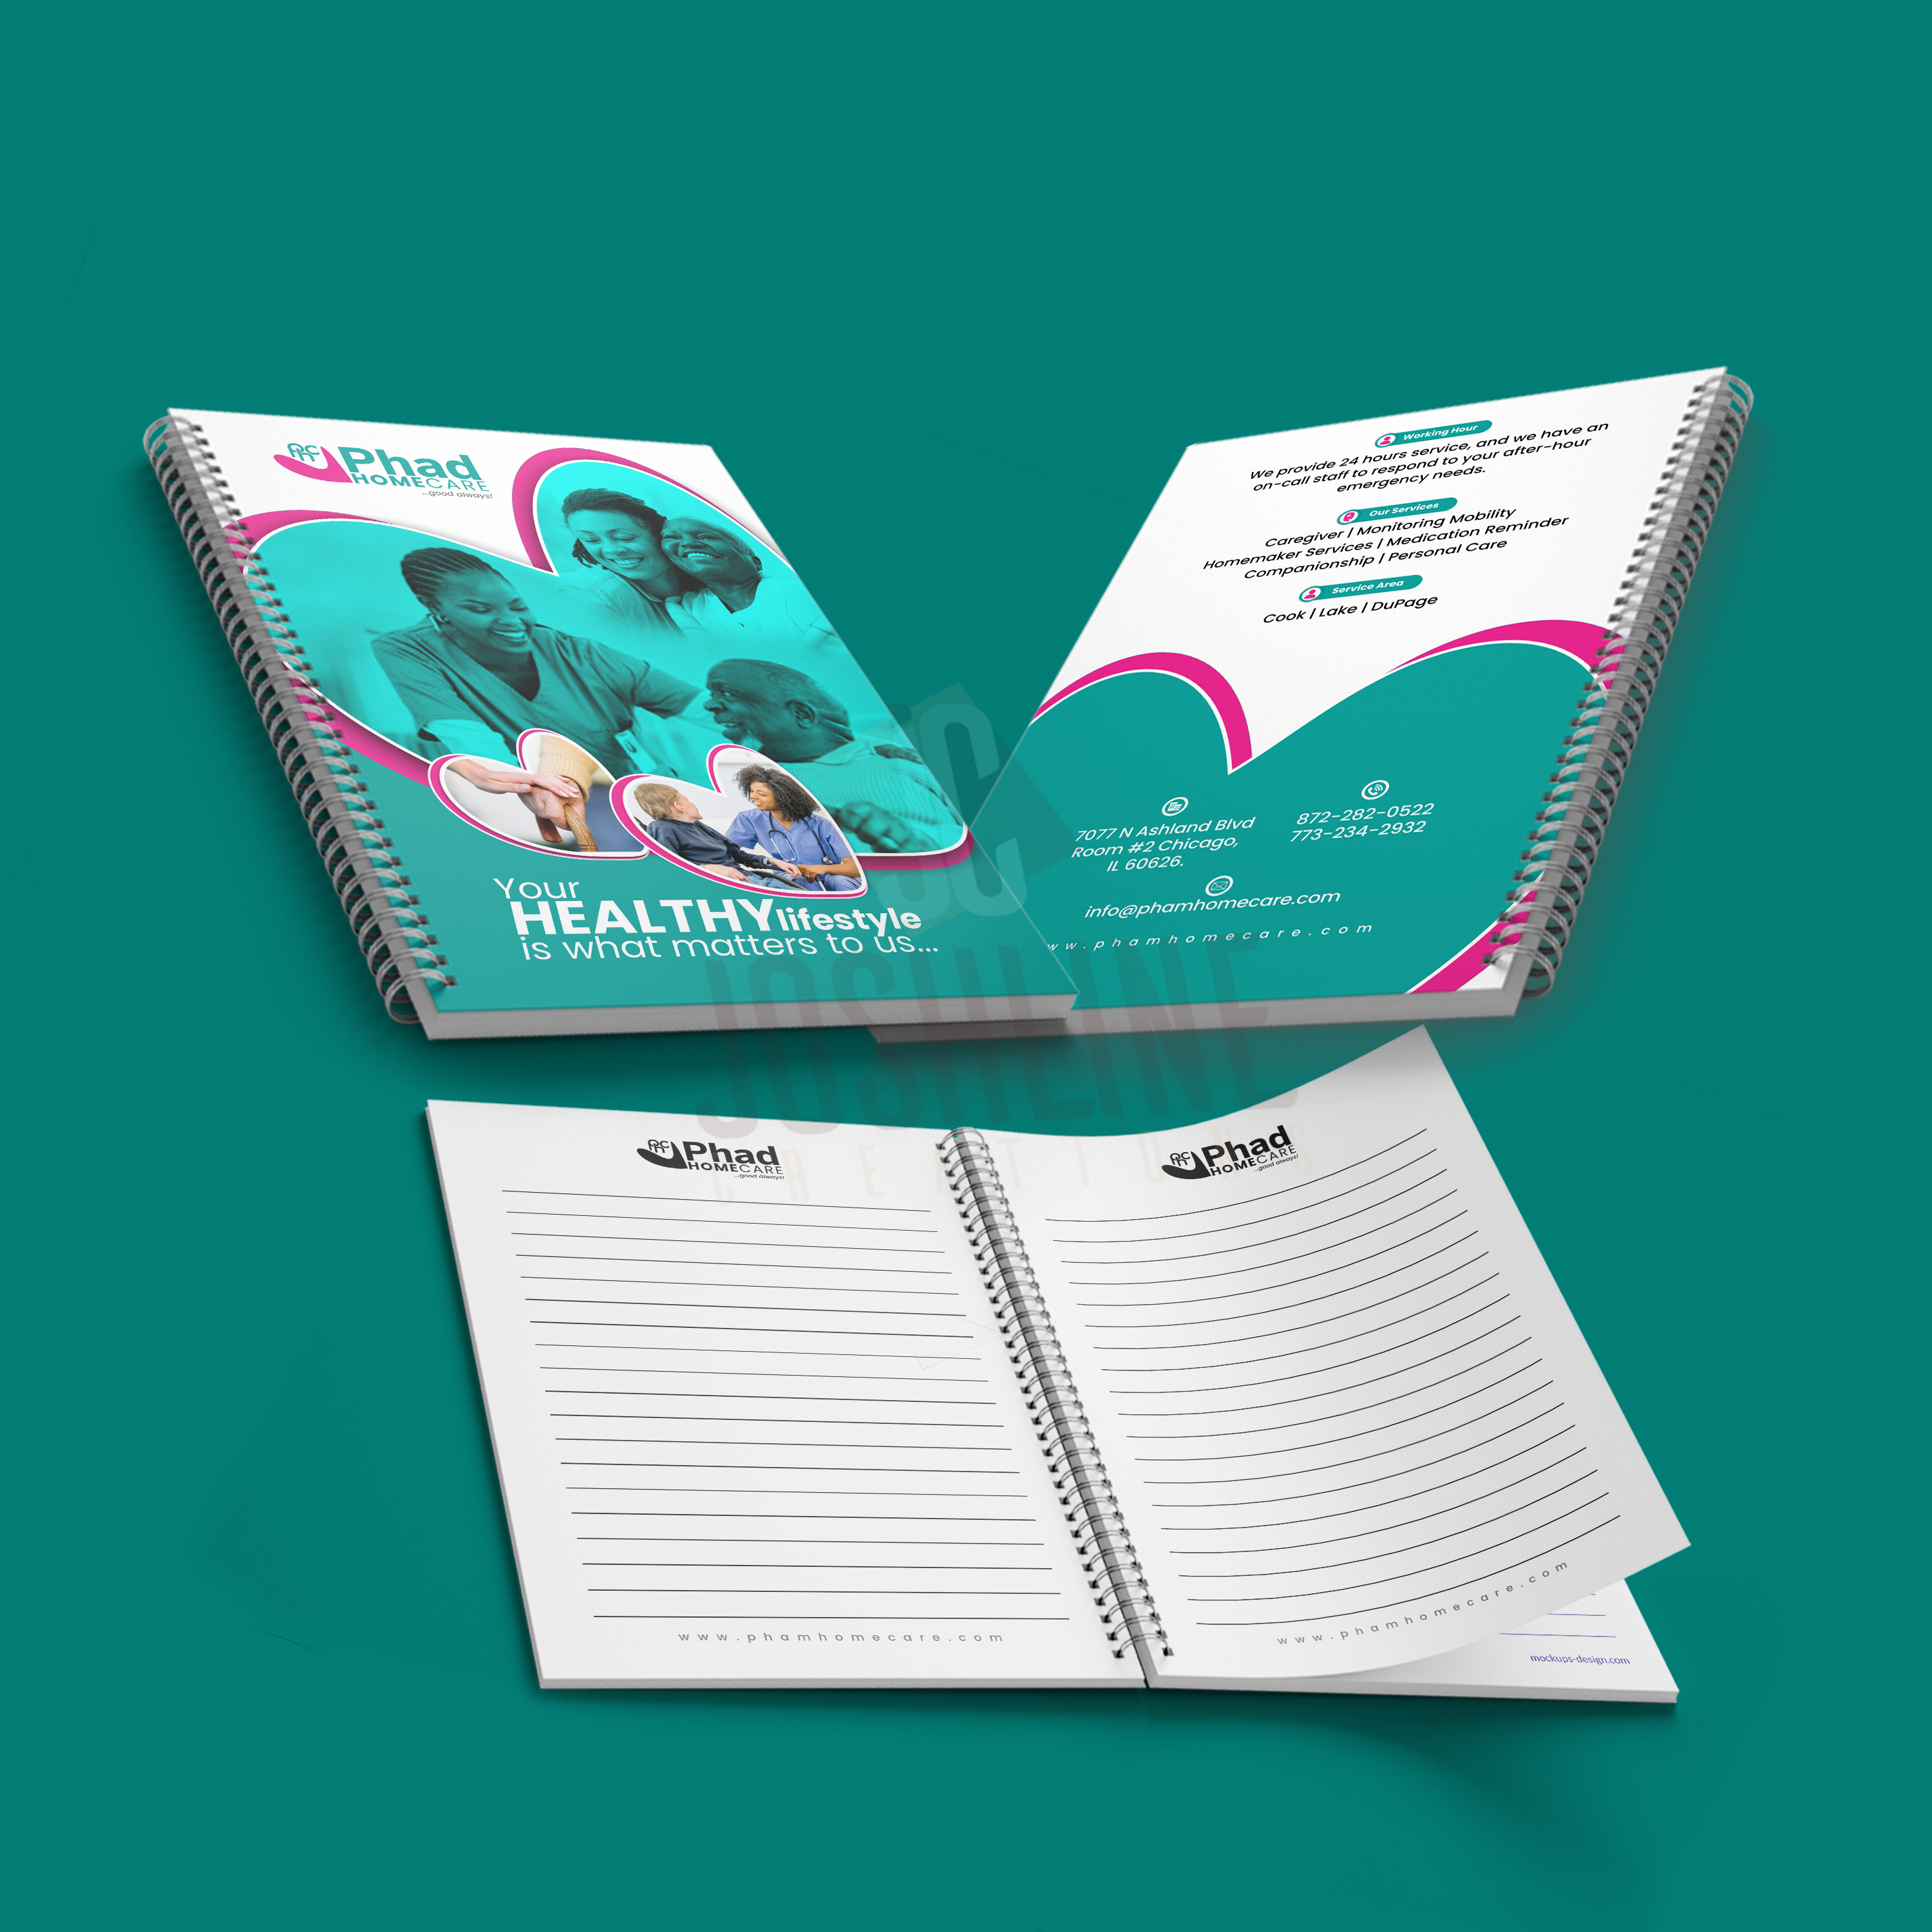 PCH
Phad
HOMECARE
...good always!
Your
HEALTHY lifestyle
is what matters to us...
Working Hour
We provide 24 hours service, and we have an
on-call staff to respond to your after-hour
emergency needs.
Our Services
Caregiver | Monitoring Mobility
Homemaker Services | Medication Reminder
Companionship | Personal Care
Service Area
Cook | Lake | DuPage
7077 N Ashland Blvd
Room #2 Chicago,
IL 60626.
872-282-0522
773-234-2932
info@phamhomecare.com
www.phamhomecare.com
JC
JOSHLINE
CREATIONS
Phad
HOMECARE
...good always!
www.phamhomecare.com
Phad
HOMECARE
...good always!
www.phamhomecare.com
mockups-design.com